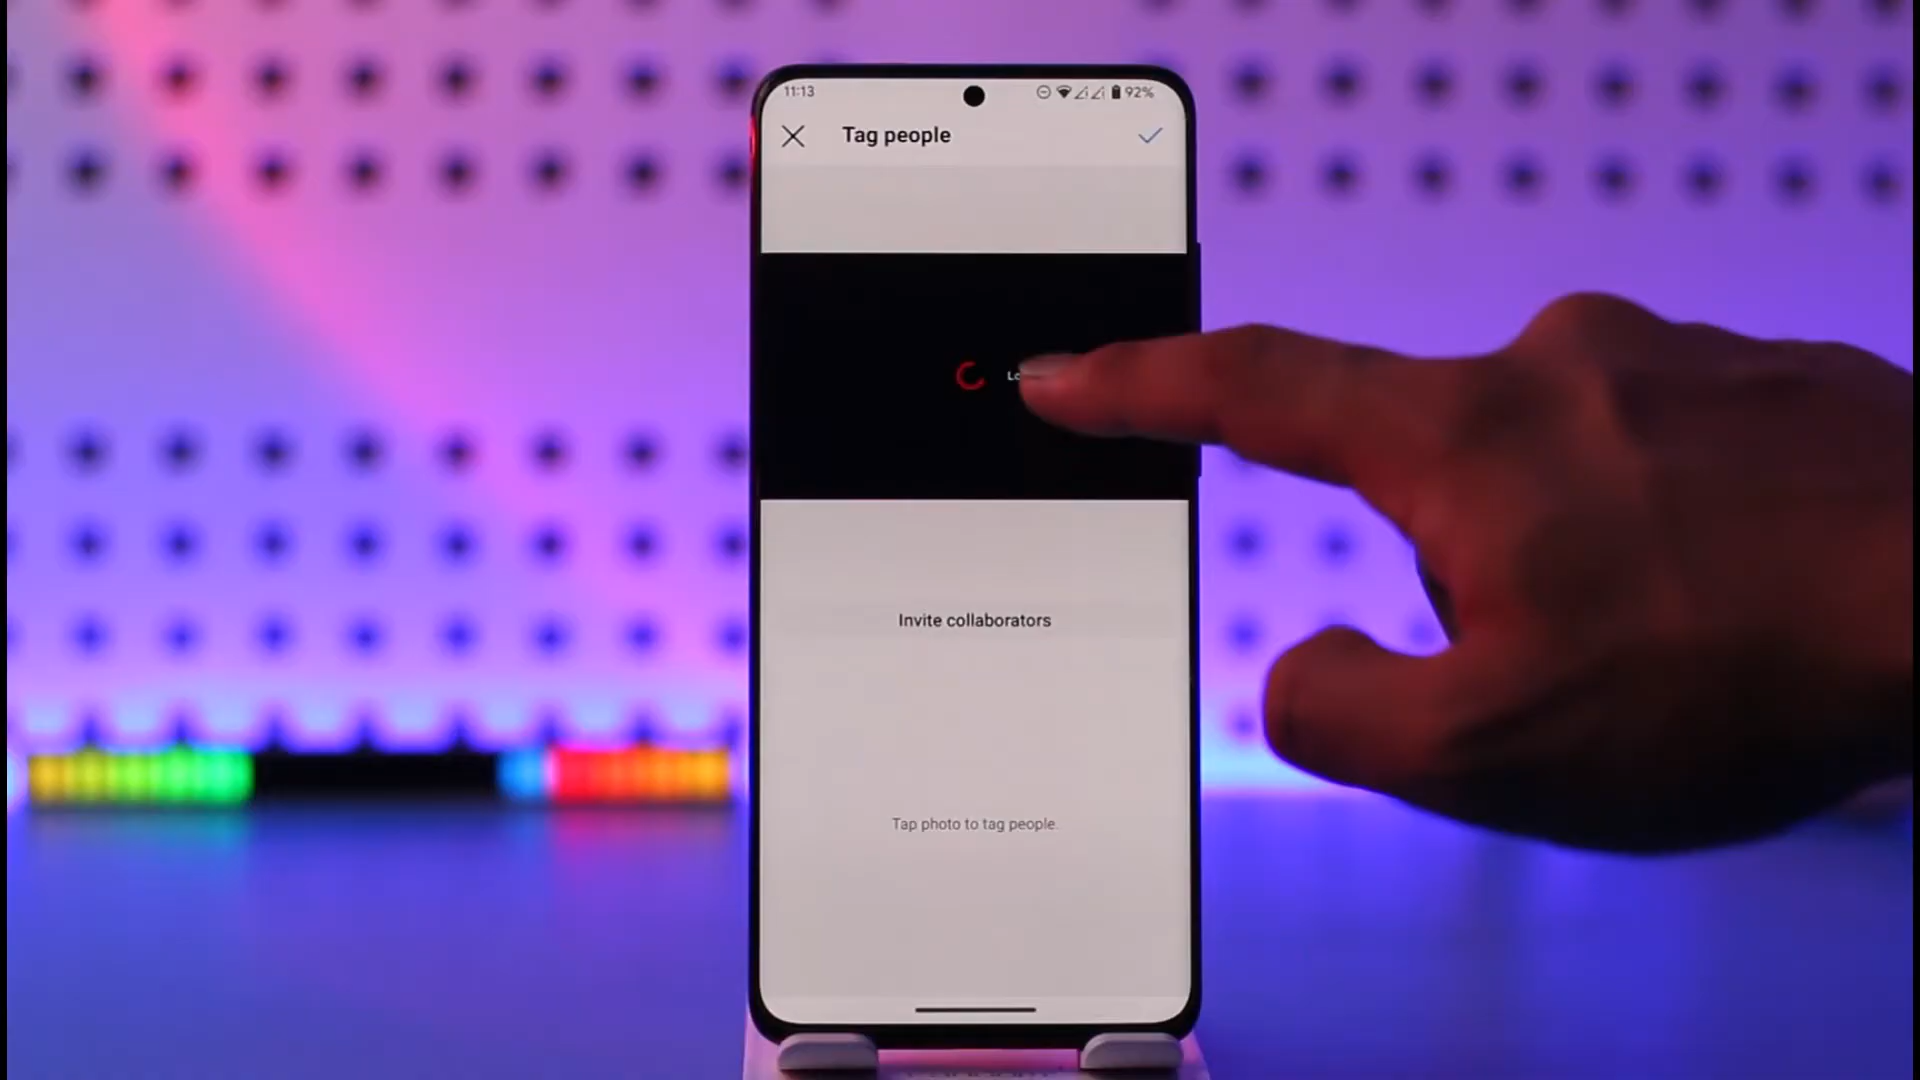 11:13
92%
Tag people
Invite collaborators
Tap photo to tag people.